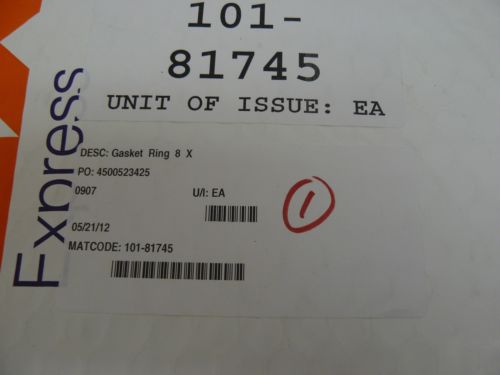 101-
81745
UNIT OF ISSUE: EA
Express
DESC: Gasket Ring 8 X
PO: 4500523425
0907 U/I: EA
1
05/21/12
MATCODE: 101-81745